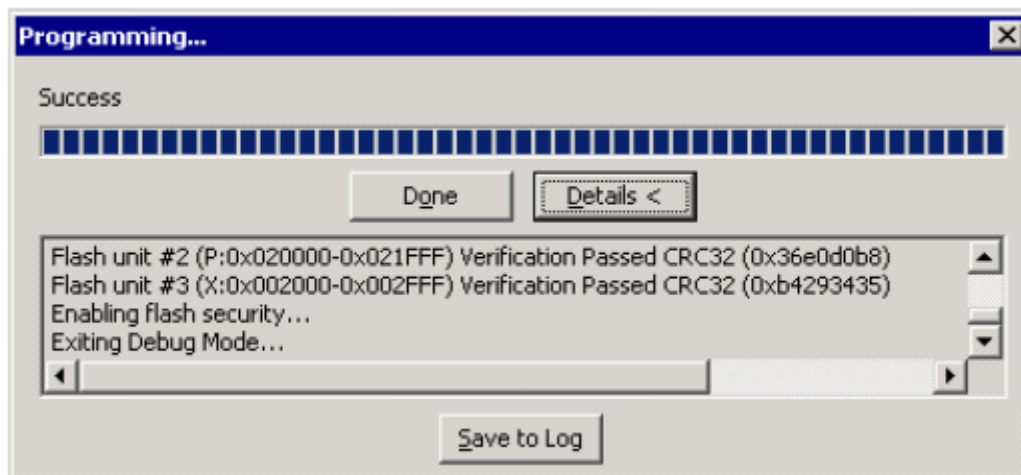 Programming...
Success
Done
Details <
Flash unit #2 (P:0x020000-0x021FFF) Verification Passed CRC32 (0x36e0d0b8)
Flash unit #3 (X:0x002000-0x002FFF) Verification Passed CRC32 (0xb4293435)
Enabling flash security...
Exiting Debug Mode...
Save to Log